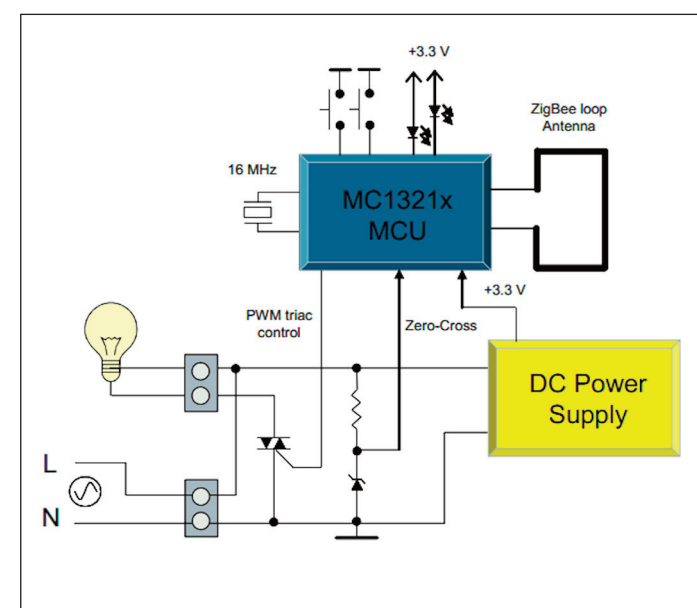 +3.3 V
ZigBee loop
Antenna
16 MHz
MC1321x
MCU
+3.3 V
PWM triac
control
Zero-Cross
DC Power
Supply
L
N